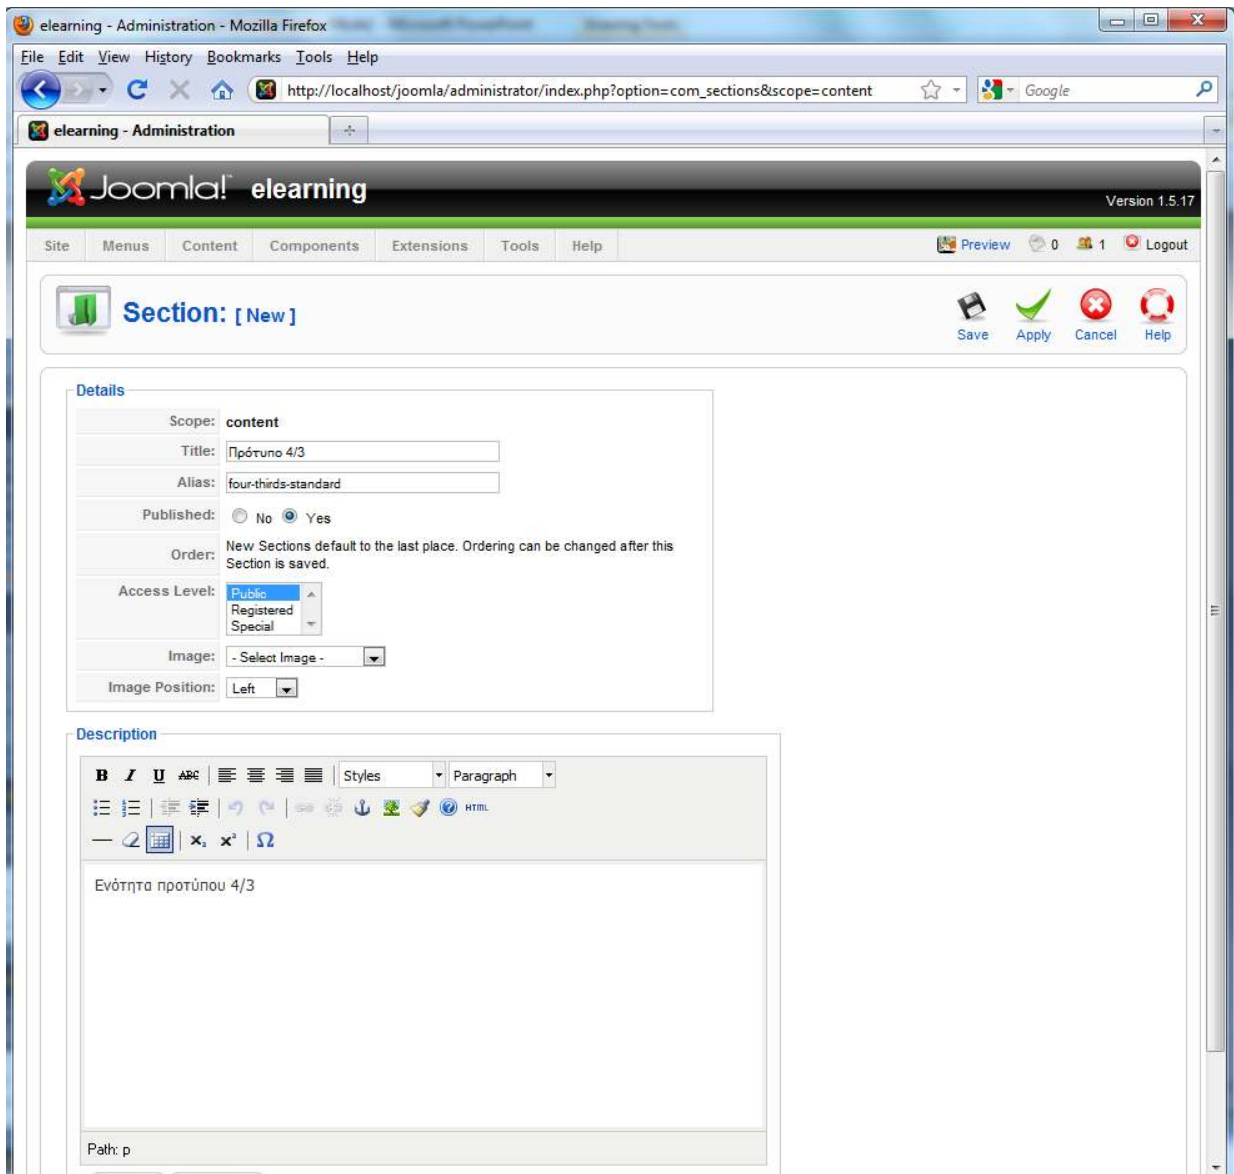 elearning - Administration - Mozilla Firefox
File Edit View History Bookmarks Tools Help
http://localhost/joomla/administrator/index.php?option=com_sections&scope=content
Google
elearning - Administration
Joomla!™ elearning
Version 1.5.17
Site Menus Content Components Extensions Tools Help
Preview 0 1 Logout
Section: [ New ]
Save Apply Cancel Help
Details
Scope: content
Title: Πρότυπο 4/3
Alias: four-thirds-standard
Published: No Yes
Order: New Sections default to the last place. Ordering can be changed after this
Section is saved.
Access Level: Public
Registered
Special
Image: - Select Image -
Image Position: Left
Description
B I U ABC Styles Paragraph
HTML
x₂ x² Ω
Ενότητα προτύπου 4/3
Path: p